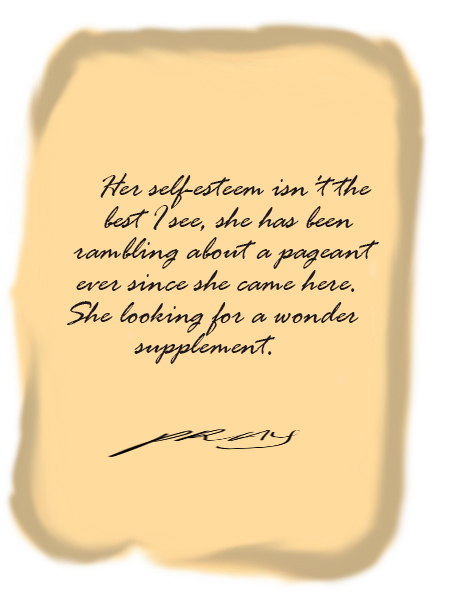 Her self-esteem isn't the
best I see, she has been
rambling about a pageant
ever since she came here.
She looking for a wonder
supplement.